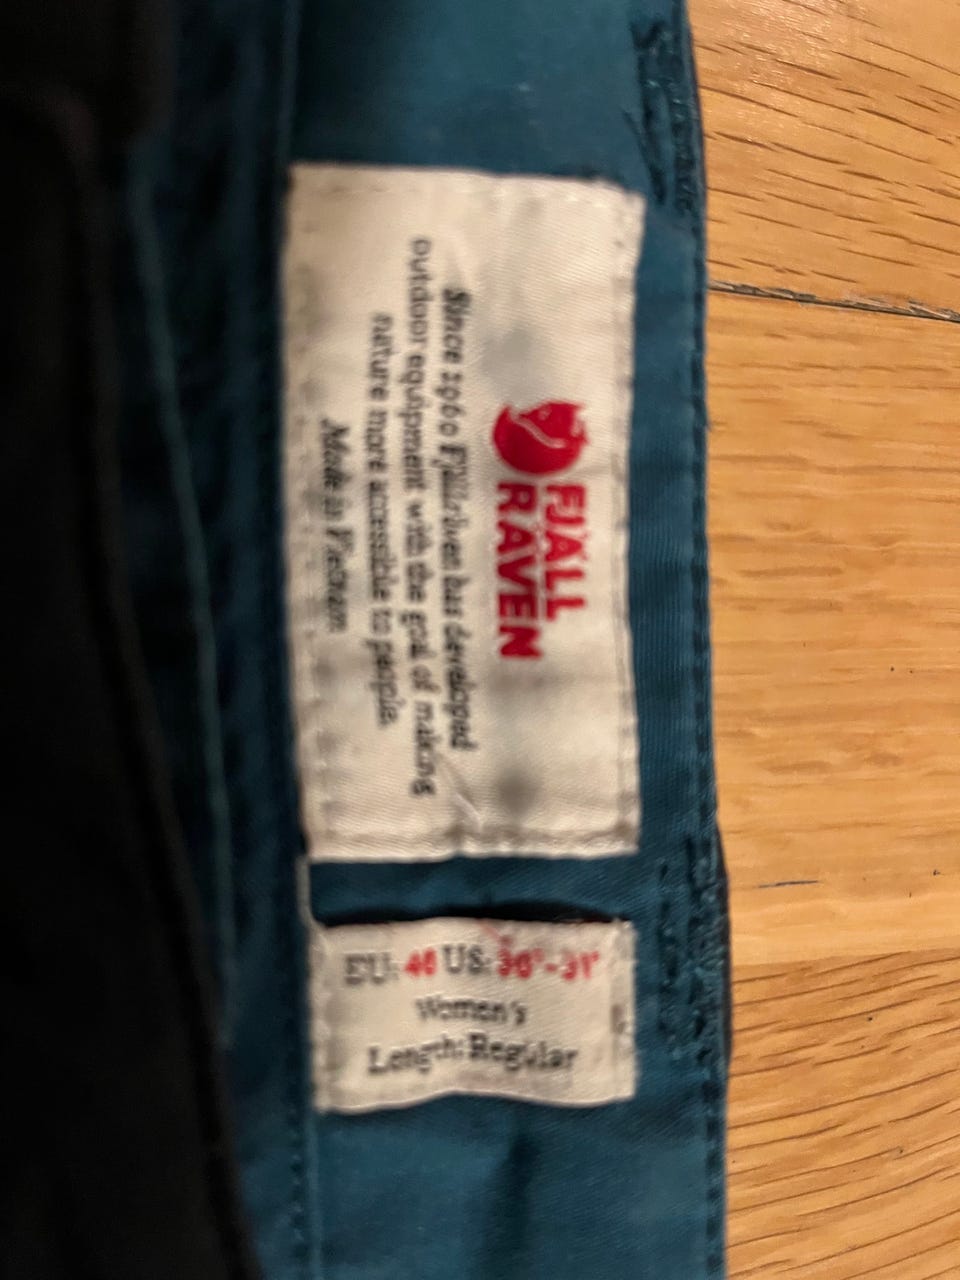 FJÄLL
RÄVEN
Since 1960 Fjällräven has developed
outdoor equipment with the goal of making
nature more accessible to people.
Made in Vietnam
EU: 40 US: 30"-31"
Women's
Length: Regular